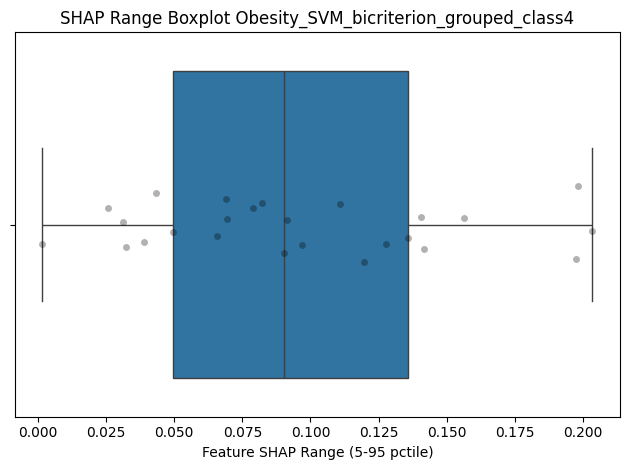 SHAP Range Boxplot Obesity_SVM_bicriterion_grouped_class4
0.000 0.025 0.050 0.075 0.100 0.125 0.150 0.175 0.200
Feature SHAP Range (5-95 pctile)